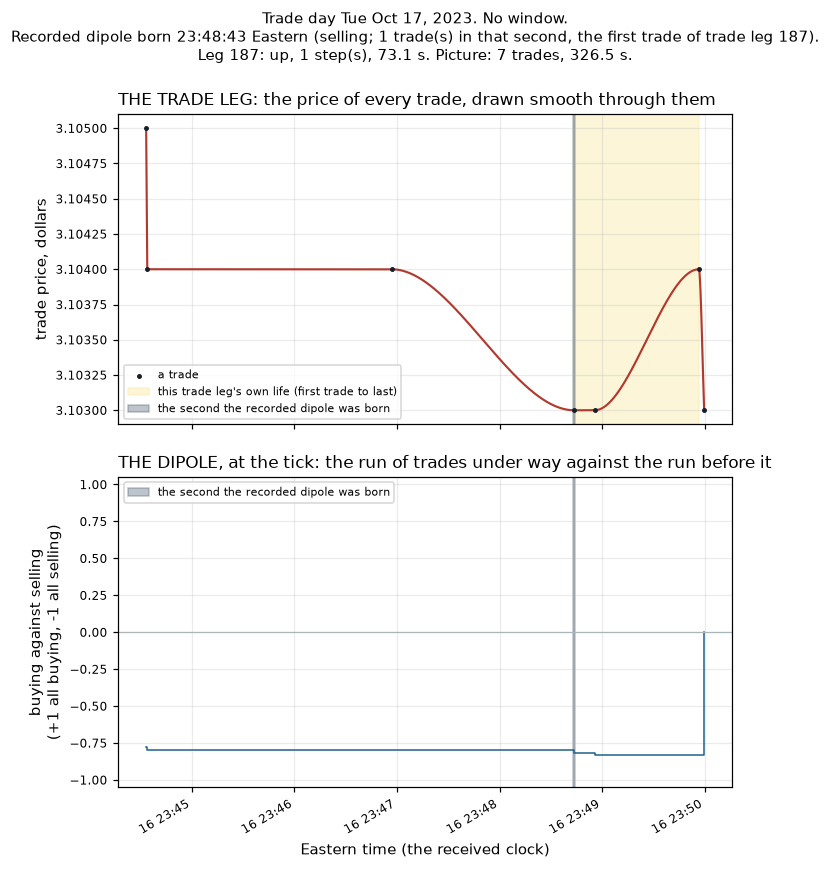 Trade day Tue Oct 17, 2023. No window.
Recorded dipole born 23:48:43 Eastern (selling; 1 trade(s) in that second, the first trade of trade leg 187).
Leg 187: up, 1 step(s), 73.1 s. Picture: 7 trades, 326.5 s.
THE TRADE LEG: the price of every trade, drawn smooth through them
trade price, dollars
3.10500
3.10475
3.10450
3.10425
3.10400
3.10375
3.10350
3.10325
3.10300
a trade
this trade leg's own life (first trade to last)
the second the recorded dipole was born
THE DIPOLE, at the tick: the run of trades under way against the run before it
buying against selling
(+1 all buying, -1 all selling)
1.00
0.75
0.50
0.25
0.00
−0.25
−0.50
−0.75
−1.00
the second the recorded dipole was born
16 23:45
16 23:46
16 23:47
16 23:48
16 23:49
16 23:50
Eastern time (the received clock)